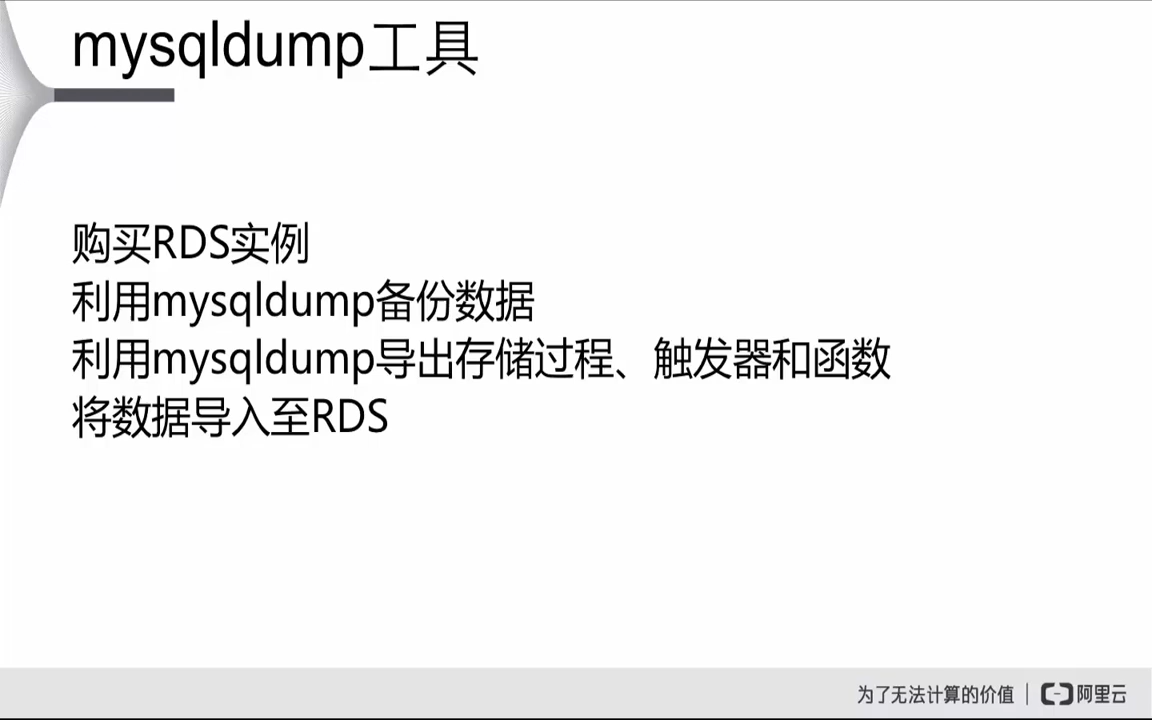 mysqldump工具
购买RDS实例
利用mysqldump备份数据
利用mysqldump导出存储过程、触发器和函数
将数据导入至RDS
为了无法计算的价值 | 阿里云